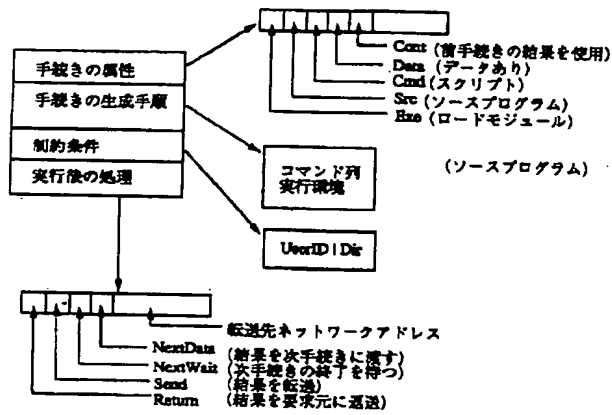 Cont (前手続きの結果を使用)
Data (データあり)
Cmd (スクリプト)
Src (ソースプログラム)
Exe (ロードモジュール)
手続きの属性
手続きの生成手順
制約条件
実行後の処理
コマンド列
実行環境
(ソースプログラム)
UserID | Dir
転送先ネットワークアドレス
NextData (結果を次手続きに渡す)
NextWait (次手続きの終了を待つ)
Send (結果を転送)
Return (結果を要求元に返送)